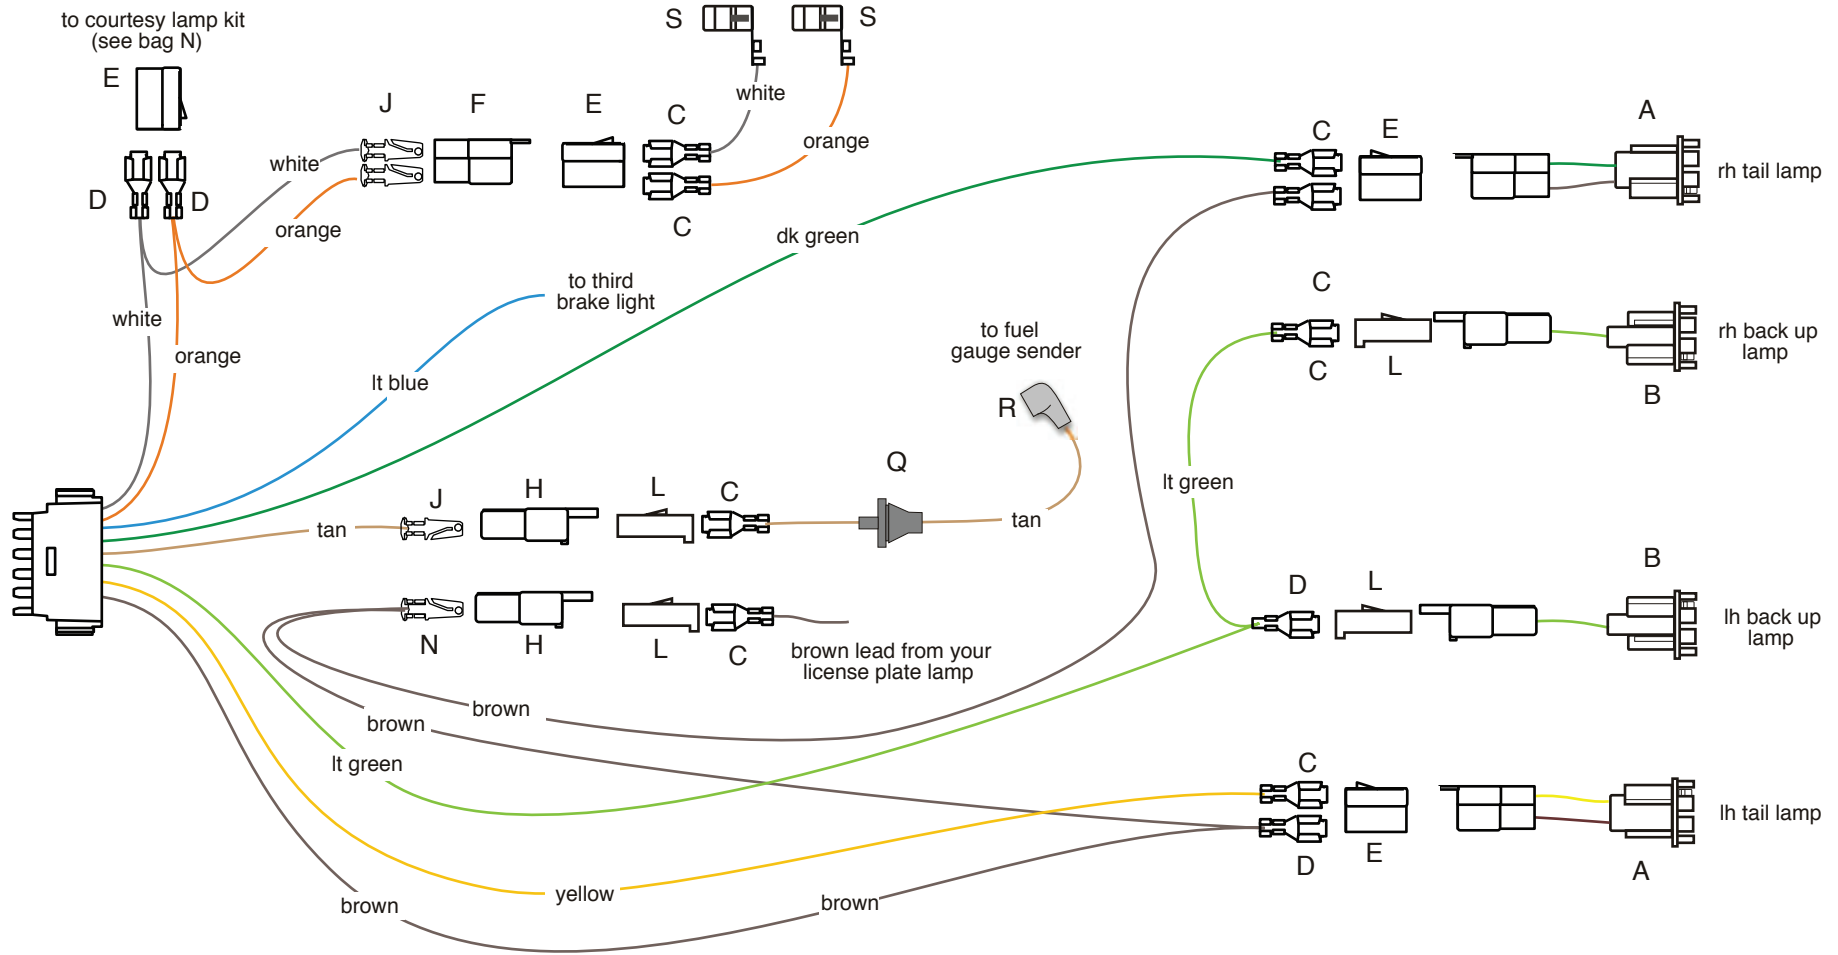 to courtesy lamp kit
(see bag N)
E
D
D
white
orange
white
orange
J
F
E
C
C
S
S
white
orange
dk green
to third
brake light
lt blue
to fuel
gauge sender
R
Q
tan
J
H
L
C
tan
N
H
L
C
brown lead from your
license plate lamp
brown
brown
lt green
yellow
brown
brown
C
E
A
rh tail lamp
C
C
L
B
rh back up
lamp
lt green
D
L
B
lh back up
lamp
C
D
E
A
lh tail lamp